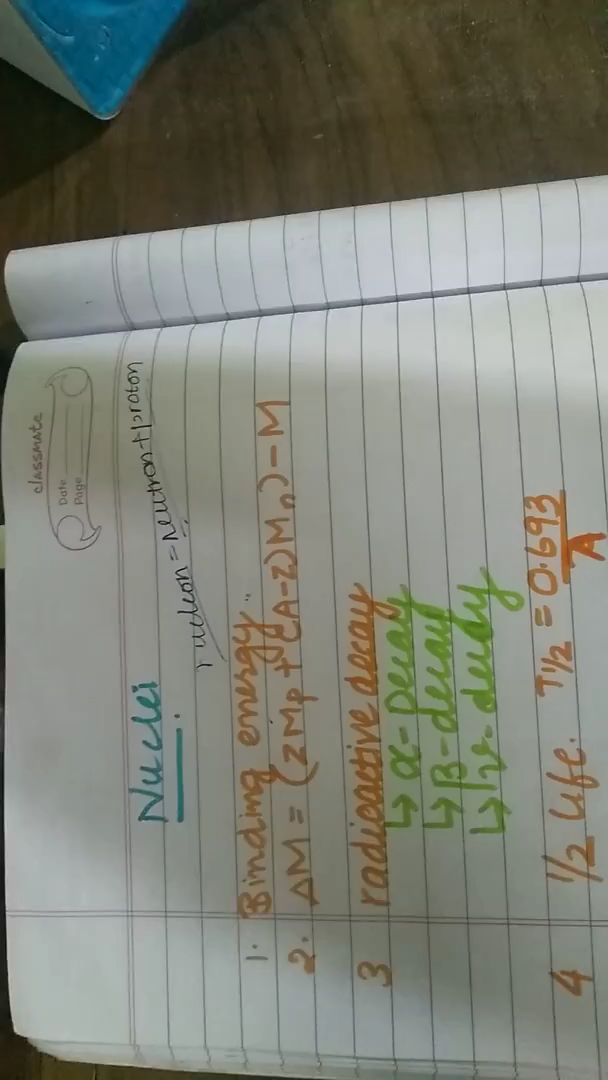 classmate
Date
Page
Nuclei
nucleon = neutron + proton
1. Binding energy.
2. ΔM = (ZMp + (A-Z)Mn) - M
3 radioactive decay
↳ α - Decay
↳ β - decay
↳ γ - decay
4 1/2 life. T1/2 = 0.693/λ